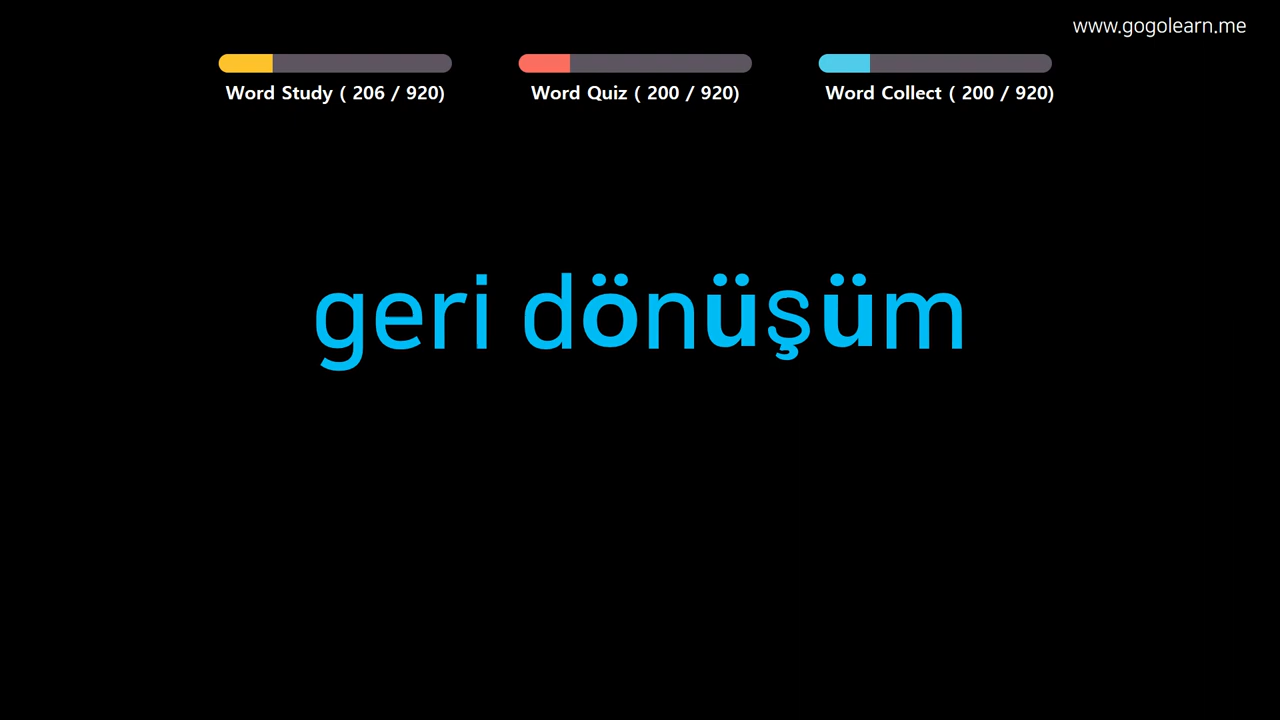 www.gogolearn.me
Word Study ( 206 / 920)
Word Quiz ( 200 / 920)
Word Collect ( 200 / 920)
geri dönüşüm